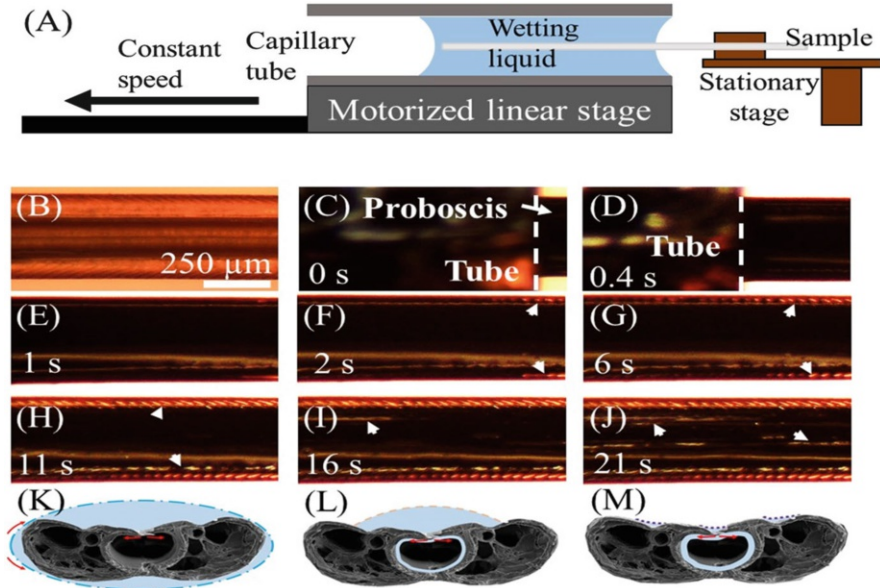 (A)
Constant
speed
Capillary
tube
Wetting
liquid
Sample
Stationary
stage
Motorized linear stage
(B)
250 μm
(C)
Proboscis
Tube
0 s
(D)
Tube
0.4 s
(E)
1 s
(F)
2 s
(G)
6 s
(H)
11 s
(I)
16 s
(J)
21 s
(K)
(L)
(M)